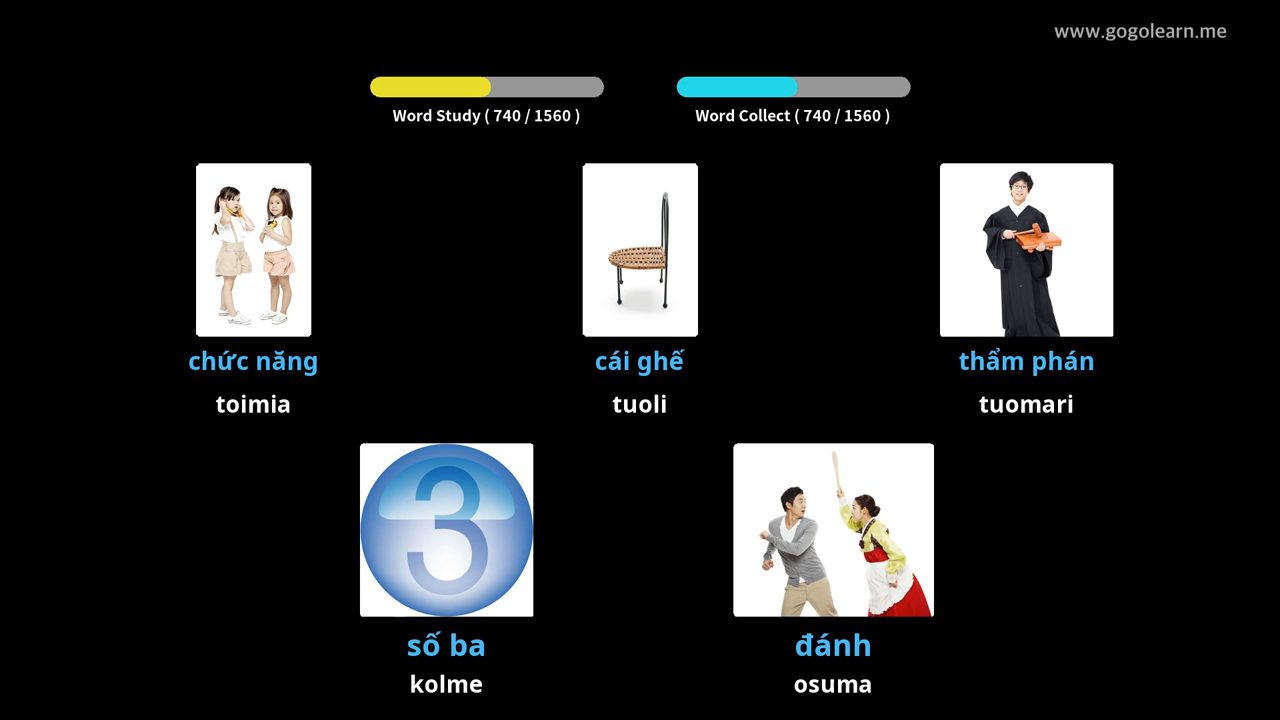 www.gogolearn.me
Word Study ( 740 / 1560 )
Word Collect ( 740 / 1560 )
chức năng
toimia
cái ghế
tuoli
thẩm phán
tuomari
3
số ba
kolme
đánh
osuma